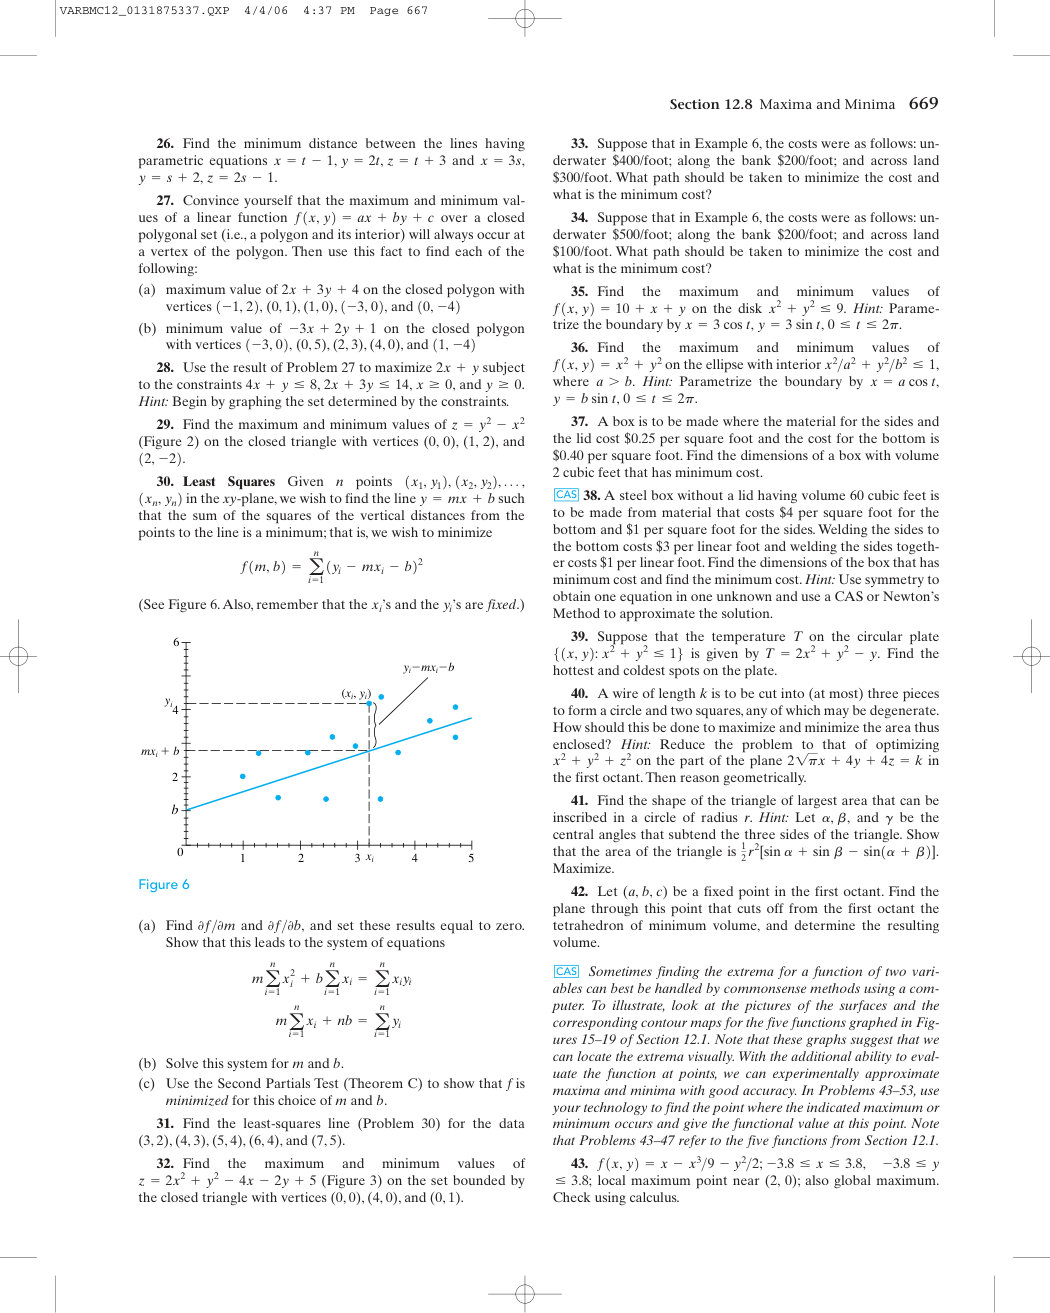 VARBMC12_0131875337.QXP 4/4/06 4:37 PM Page 667
Section 12.8 Maxima and Minima 669
26. Find the minimum distance between the lines having
parametric equations x = t − 1, y = 2t, z = t + 3 and x = 3s,
y = s + 2, z = 2s − 1.
27. Convince yourself that the maximum and minimum val-
ues of a linear function f(x, y) = ax + by + c over a closed
polygonal set (i.e., a polygon and its interior) will always occur at
a vertex of the polygon. Then use this fact to find each of the
following:
(a) maximum value of 2x + 3y + 4 on the closed polygon with
vertices (−1, 2), (0, 1), (1, 0), (−3, 0), and (0, −4)
(b) minimum value of −3x + 2y + 1 on the closed polygon
with vertices (−3, 0), (0, 5), (2, 3), (4, 0), and (1, −4)
28. Use the result of Problem 27 to maximize 2x + y subject
to the constraints 4x + y ≤ 8, 2x + 3y ≤ 14, x ≥ 0, and y ≥ 0.
Hint: Begin by graphing the set determined by the constraints.
29. Find the maximum and minimum values of z = y² − x²
(Figure 2) on the closed triangle with vertices (0, 0), (1, 2), and
(2, −2).
30. Least Squares Given n points (x₁, y₁), (x₂, y₂), . . . ,
(xₙ, yₙ) in the xy-plane, we wish to find the line y = mx + b such
that the sum of the squares of the vertical distances from the
points to the line is a minimum; that is, we wish to minimize
f(m, b) = ∑ⁿᵢ₌₁ (yᵢ − mxᵢ − b)²
(See Figure 6. Also, remember that the xᵢ's and the yᵢ's are fixed.)
6
yᵢ−mxᵢ−b
(xᵢ, yᵢ)
yᵢ
4
mxᵢ + b
2
b
0 1 2 3 xᵢ 4 5
Figure 6
(a) Find ∂f/∂m and ∂f/∂b, and set these results equal to zero.
Show that this leads to the system of equations
m ∑ⁿᵢ₌₁ xᵢ² + b ∑ⁿᵢ₌₁ xᵢ = ∑ⁿᵢ₌₁ xᵢyᵢ
m ∑ⁿᵢ₌₁ xᵢ + nb = ∑ⁿᵢ₌₁ yᵢ
(b) Solve this system for m and b.
(c) Use the Second Partials Test (Theorem C) to show that f is
minimized for this choice of m and b.
31. Find the least-squares line (Problem 30) for the data
(3, 2), (4, 3), (5, 4), (6, 4), and (7, 5).
32. Find the maximum and minimum values of
z = 2x² + y² − 4x − 2y + 5 (Figure 3) on the set bounded by
the closed triangle with vertices (0, 0), (4, 0), and (0, 1).
33. Suppose that in Example 6, the costs were as follows: un-
derwater $400/foot; along the bank $200/foot; and across land
$300/foot. What path should be taken to minimize the cost and
what is the minimum cost?
34. Suppose that in Example 6, the costs were as follows: un-
derwater $500/foot; along the bank $200/foot; and across land
$100/foot. What path should be taken to minimize the cost and
what is the minimum cost?
35. Find the maximum and minimum values of
f(x, y) = 10 + x + y on the disk x² + y² ≤ 9. Hint: Parame-
trize the boundary by x = 3 cos t, y = 3 sin t, 0 ≤ t ≤ 2π.
36. Find the maximum and minimum values of
f(x, y) = x² + y² on the ellipse with interior x²/a² + y²/b² ≤ 1,
where a > b. Hint: Parametrize the boundary by x = a cos t,
y = b sin t, 0 ≤ t ≤ 2π.
37. A box is to be made where the material for the sides and
the lid cost $0.25 per square foot and the cost for the bottom is
$0.40 per square foot. Find the dimensions of a box with volume
2 cubic feet that has minimum cost.
CAS 38. A steel box without a lid having volume 60 cubic feet is
to be made from material that costs $4 per square foot for the
bottom and $1 per square foot for the sides. Welding the sides to
the bottom costs $3 per linear foot and welding the sides togeth-
er costs $1 per linear foot. Find the dimensions of the box that has
minimum cost and find the minimum cost. Hint: Use symmetry to
obtain one equation in one unknown and use a CAS or Newton's
Method to approximate the solution.
39. Suppose that the temperature T on the circular plate
{(x, y): x² + y² ≤ 1} is given by T = 2x² + y² − y. Find the
hottest and coldest spots on the plate.
40. A wire of length k is to be cut into (at most) three pieces
to form a circle and two squares, any of which may be degenerate.
How should this be done to maximize and minimize the area thus
enclosed? Hint: Reduce the problem to that of optimizing
x² + y² + z² on the part of the plane 2√πx + 4y + 4z = k in
the first octant. Then reason geometrically.
41. Find the shape of the triangle of largest area that can be
inscribed in a circle of radius r. Hint: Let α, β, and γ be the
central angles that subtend the three sides of the triangle. Show
that the area of the triangle is ½r²[sin α + sin β − sin(α + β)].
Maximize.
42. Let (a, b, c) be a fixed point in the first octant. Find the
plane through this point that cuts off from the first octant the
tetrahedron of minimum volume, and determine the resulting
volume.
CAS Sometimes finding the extrema for a function of two vari-
ables can best be handled by commonsense methods using a com-
puter. To illustrate, look at the pictures of the surfaces and the
corresponding contour maps for the five functions graphed in Fig-
ures 15–19 of Section 12.1. Note that these graphs suggest that we
can locate the extrema visually. With the additional ability to eval-
uate the function at points, we can experimentally approximate
maxima and minima with good accuracy. In Problems 43–53, use
your technology to find the point where the indicated maximum or
minimum occurs and give the functional value at this point. Note
that Problems 43–47 refer to the five functions from Section 12.1.
43. f(x, y) = x − x³/9 − y²/2; −3.8 ≤ x ≤ 3.8, −3.8 ≤ y
≤ 3.8; local maximum point near (2, 0); also global maximum.
Check using calculus.